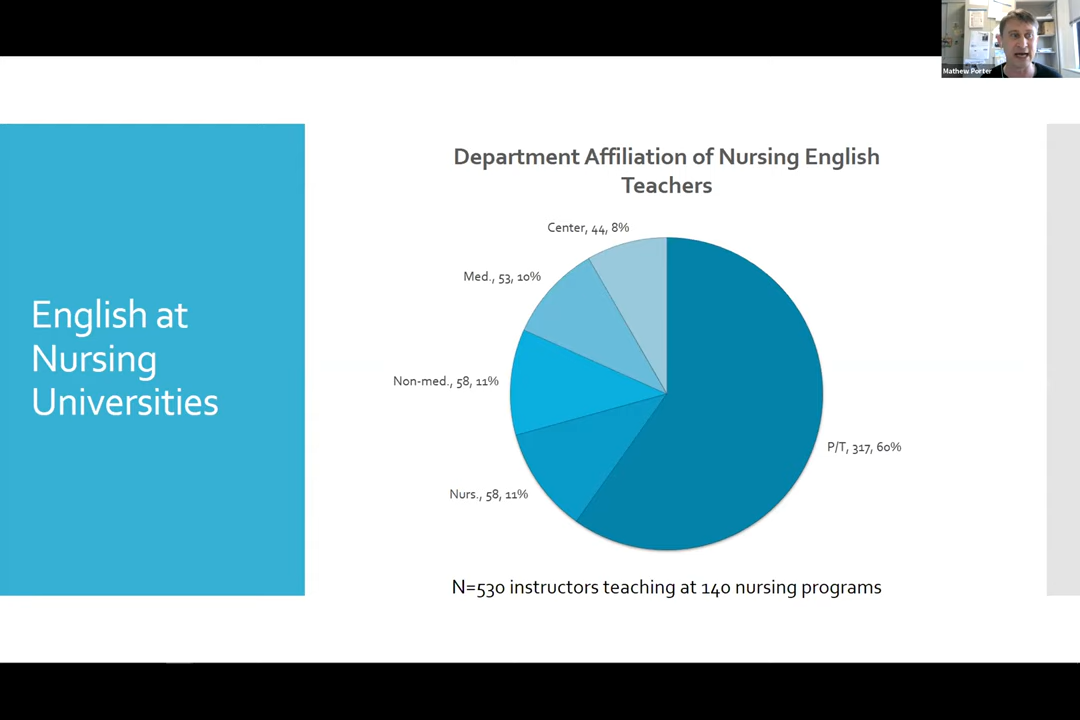 Mathew Porter
English at
Nursing
Universities
Department Affiliation of Nursing English
Teachers
Center, 44, 8%
Med., 53, 10%
Non-med., 58, 11%
P/T, 317, 60%
Nurs., 58, 11%
N=530 instructors teaching at 140 nursing programs